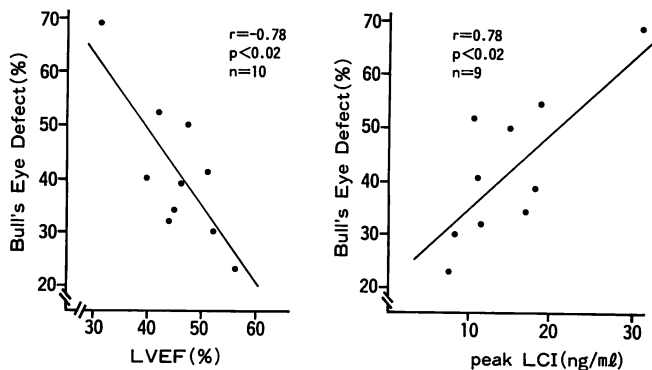 Bull's Eye Defect(%)
70
60
50
40
30
20
r=-0.78
p<0.02
n=10
30 40 50 60
LVEF(%)
Bull's Eye Defect(%)
70
60
50
40
30
20
r=0.78
p<0.02
n=9
10 20 30
peak LCI(ng/mℓ)